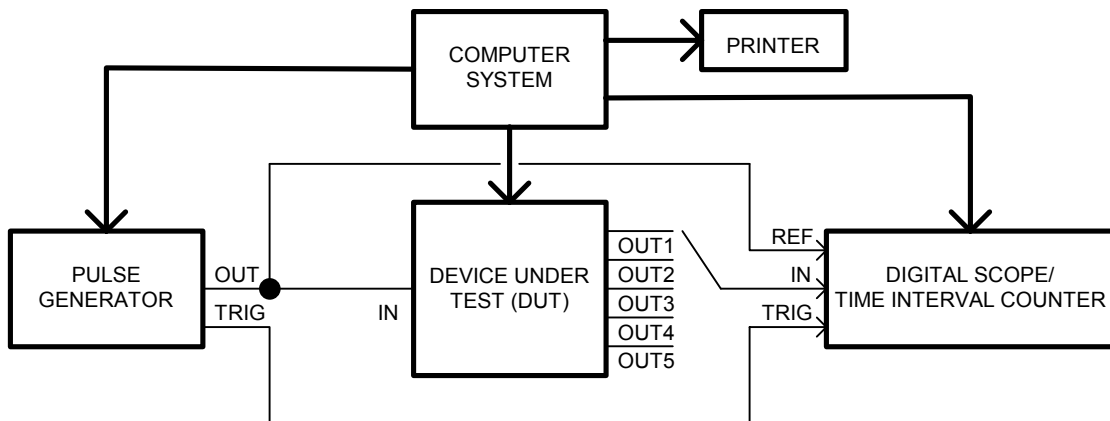 COMPUTER
SYSTEM
PRINTER
PULSE
GENERATOR
OUT
TRIG
IN
DEVICE UNDER
TEST (DUT)
OUT1
OUT2
OUT3
OUT4
OUT5
REF
IN
TRIG
DIGITAL SCOPE/
TIME INTERVAL COUNTER